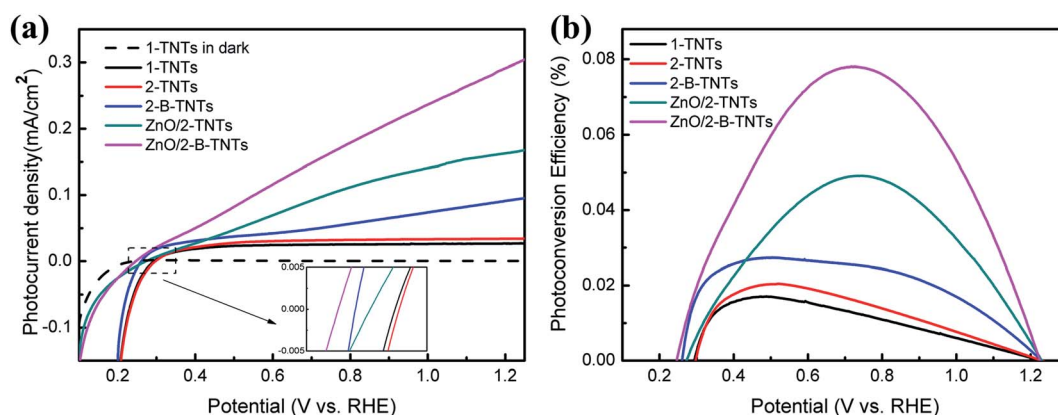 (a)
Photocurrent density(mA/cm²)
0.3
0.2
0.1
0.0
-0.1
1-TNTs in dark
1-TNTs
2-TNTs
2-B-TNTs
ZnO/2-TNTs
ZnO/2-B-TNTs
0.005
0.000
-0.005
0.2 0.4 0.6 0.8 1.0 1.2
Potential (V vs. RHE)
(b)
Photoconversion Efficiency (%)
0.08
0.06
0.04
0.02
0.00
1-TNTs
2-TNTs
2-B-TNTs
ZnO/2-TNTs
ZnO/2-B-TNTs
0.2 0.4 0.6 0.8 1.0 1.2
Potential (V vs. RHE)